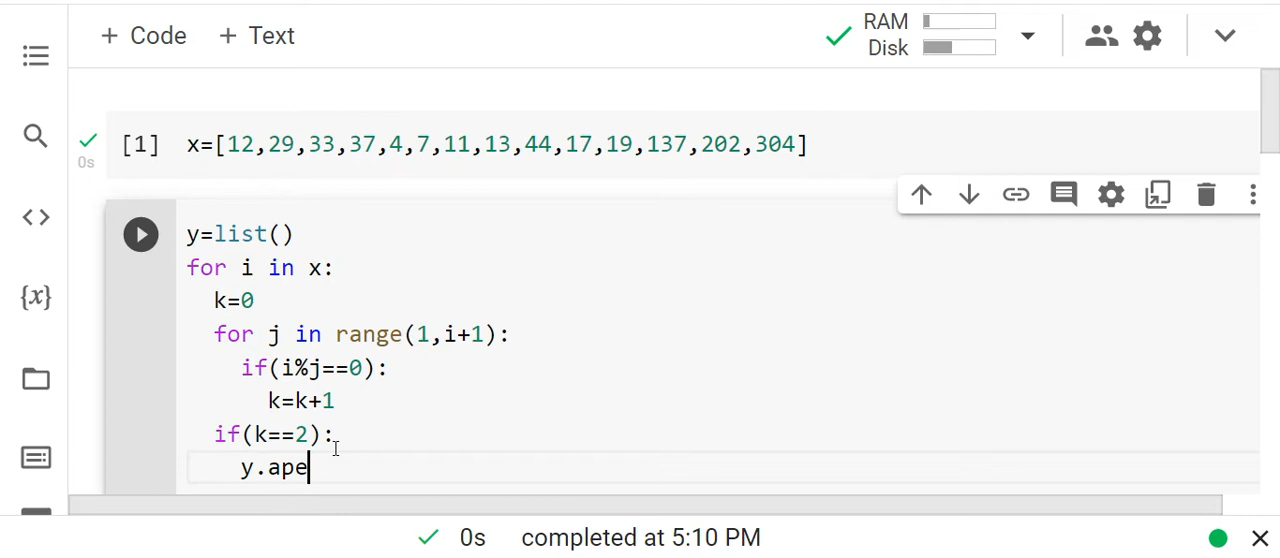 + Code + Text
RAM
Disk
[1] x=[12,29,33,37,4,7,11,13,44,17,19,137,202,304]
0s
y=list()
for i in x:
k=0
for j in range(1,i+1):
if(i%j==0):
k=k+1
if(k==2):
y.ape
{x}
0s completed at 5:10 PM